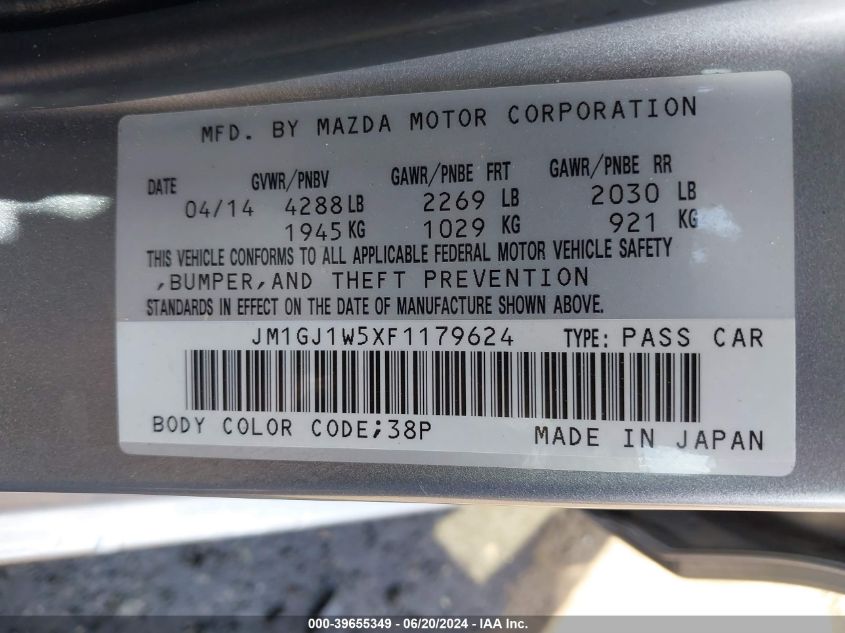 MFD. BY MAZDA MOTOR CORPORATION
DATE GVWR/PNBV GAWR/PNBE FRT GAWR/PNBE RR
04/14 4288 LB 2269 LB 2030 LB
1945 KG 1029 KG 921 KG
THIS VEHICLE CONFORMS TO ALL APPLICABLE FEDERAL MOTOR VEHICLE SAFETY
,BUMPER,AND THEFT PREVENTION
STANDARDS IN EFFECT ON THE DATE OF MANUFACTURE SHOWN ABOVE.
JM1GJ1W5XF1179624 TYPE: PASS CAR
BODY COLOR CODE;38P MADE IN JAPAN
000-39655349 - 06/20/2024 - IAA Inc.